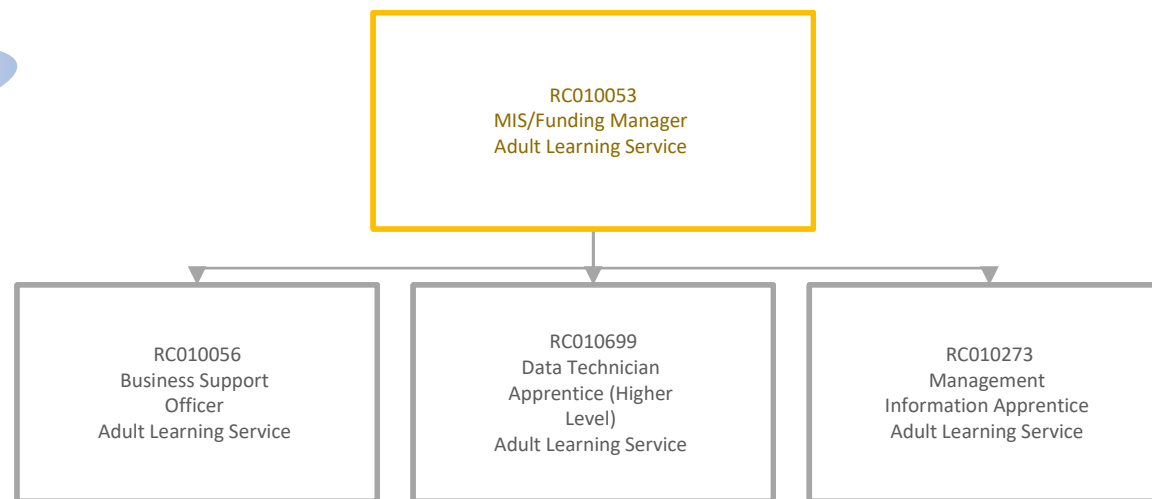 RC010053
MIS/Funding Manager
Adult Learning Service
RC010056
Business Support
Officer
Adult Learning Service
RC010699
Data Technician
Apprentice (Higher
Level)
Adult Learning Service
RC010273
Management
Information Apprentice
Adult Learning Service